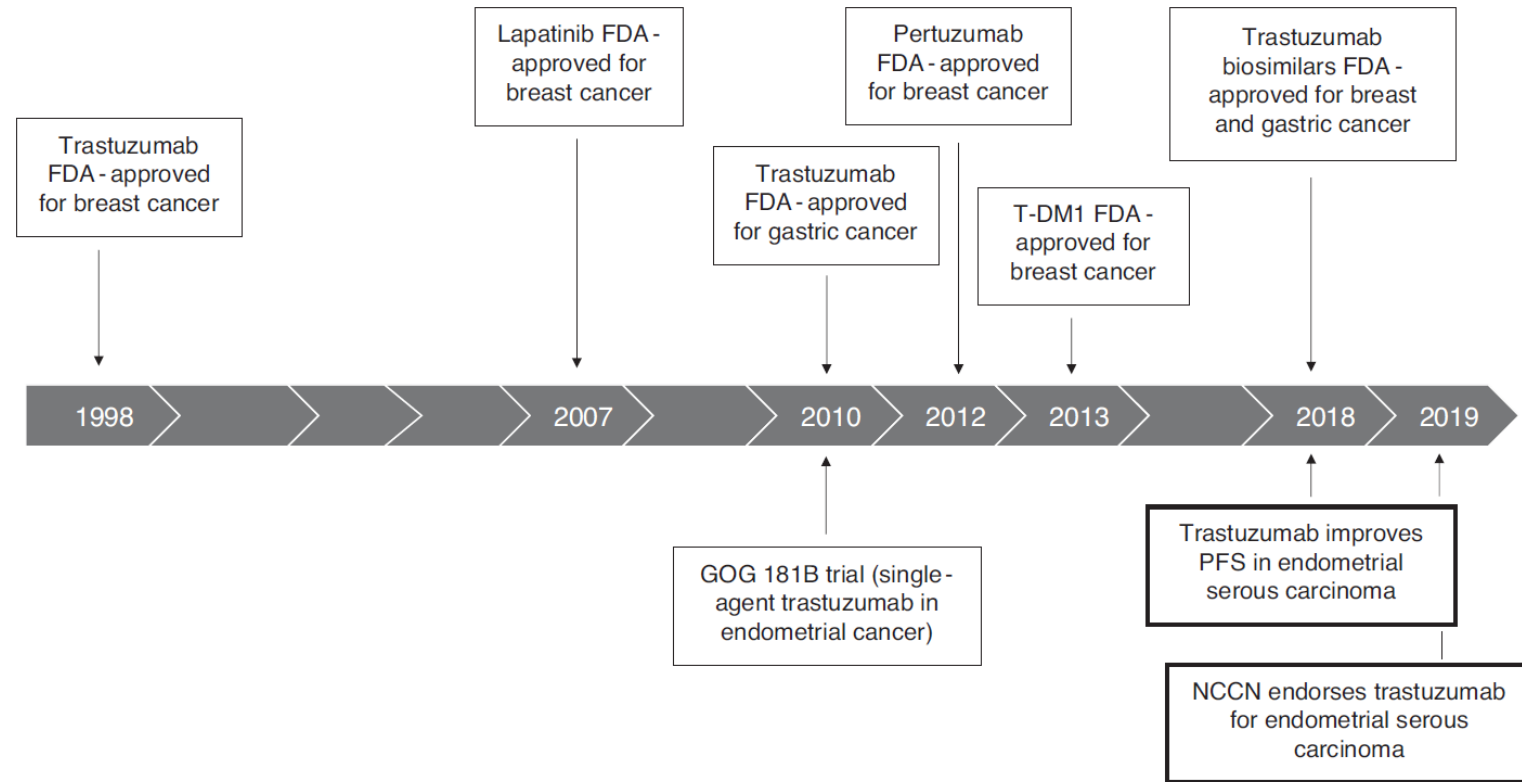 Lapatinib FDA -
approved for
breast cancer
Pertuzumab
FDA - approved
for breast cancer
Trastuzumab
biosimilars FDA -
approved for breast
and gastric cancer
Trastuzumab
FDA - approved
for breast cancer
Trastuzumab
FDA - approved
for gastric cancer
T-DM1 FDA -
approved for
breast cancer
1998
2007
2010
2012
2013
2018
2019
GOG 181B trial (single-
agent trastuzumab in
endometrial cancer)
Trastuzumab improves
PFS in endometrial
serous carcinoma
NCCN endorses trastuzumab
for endometrial serous
carcinoma